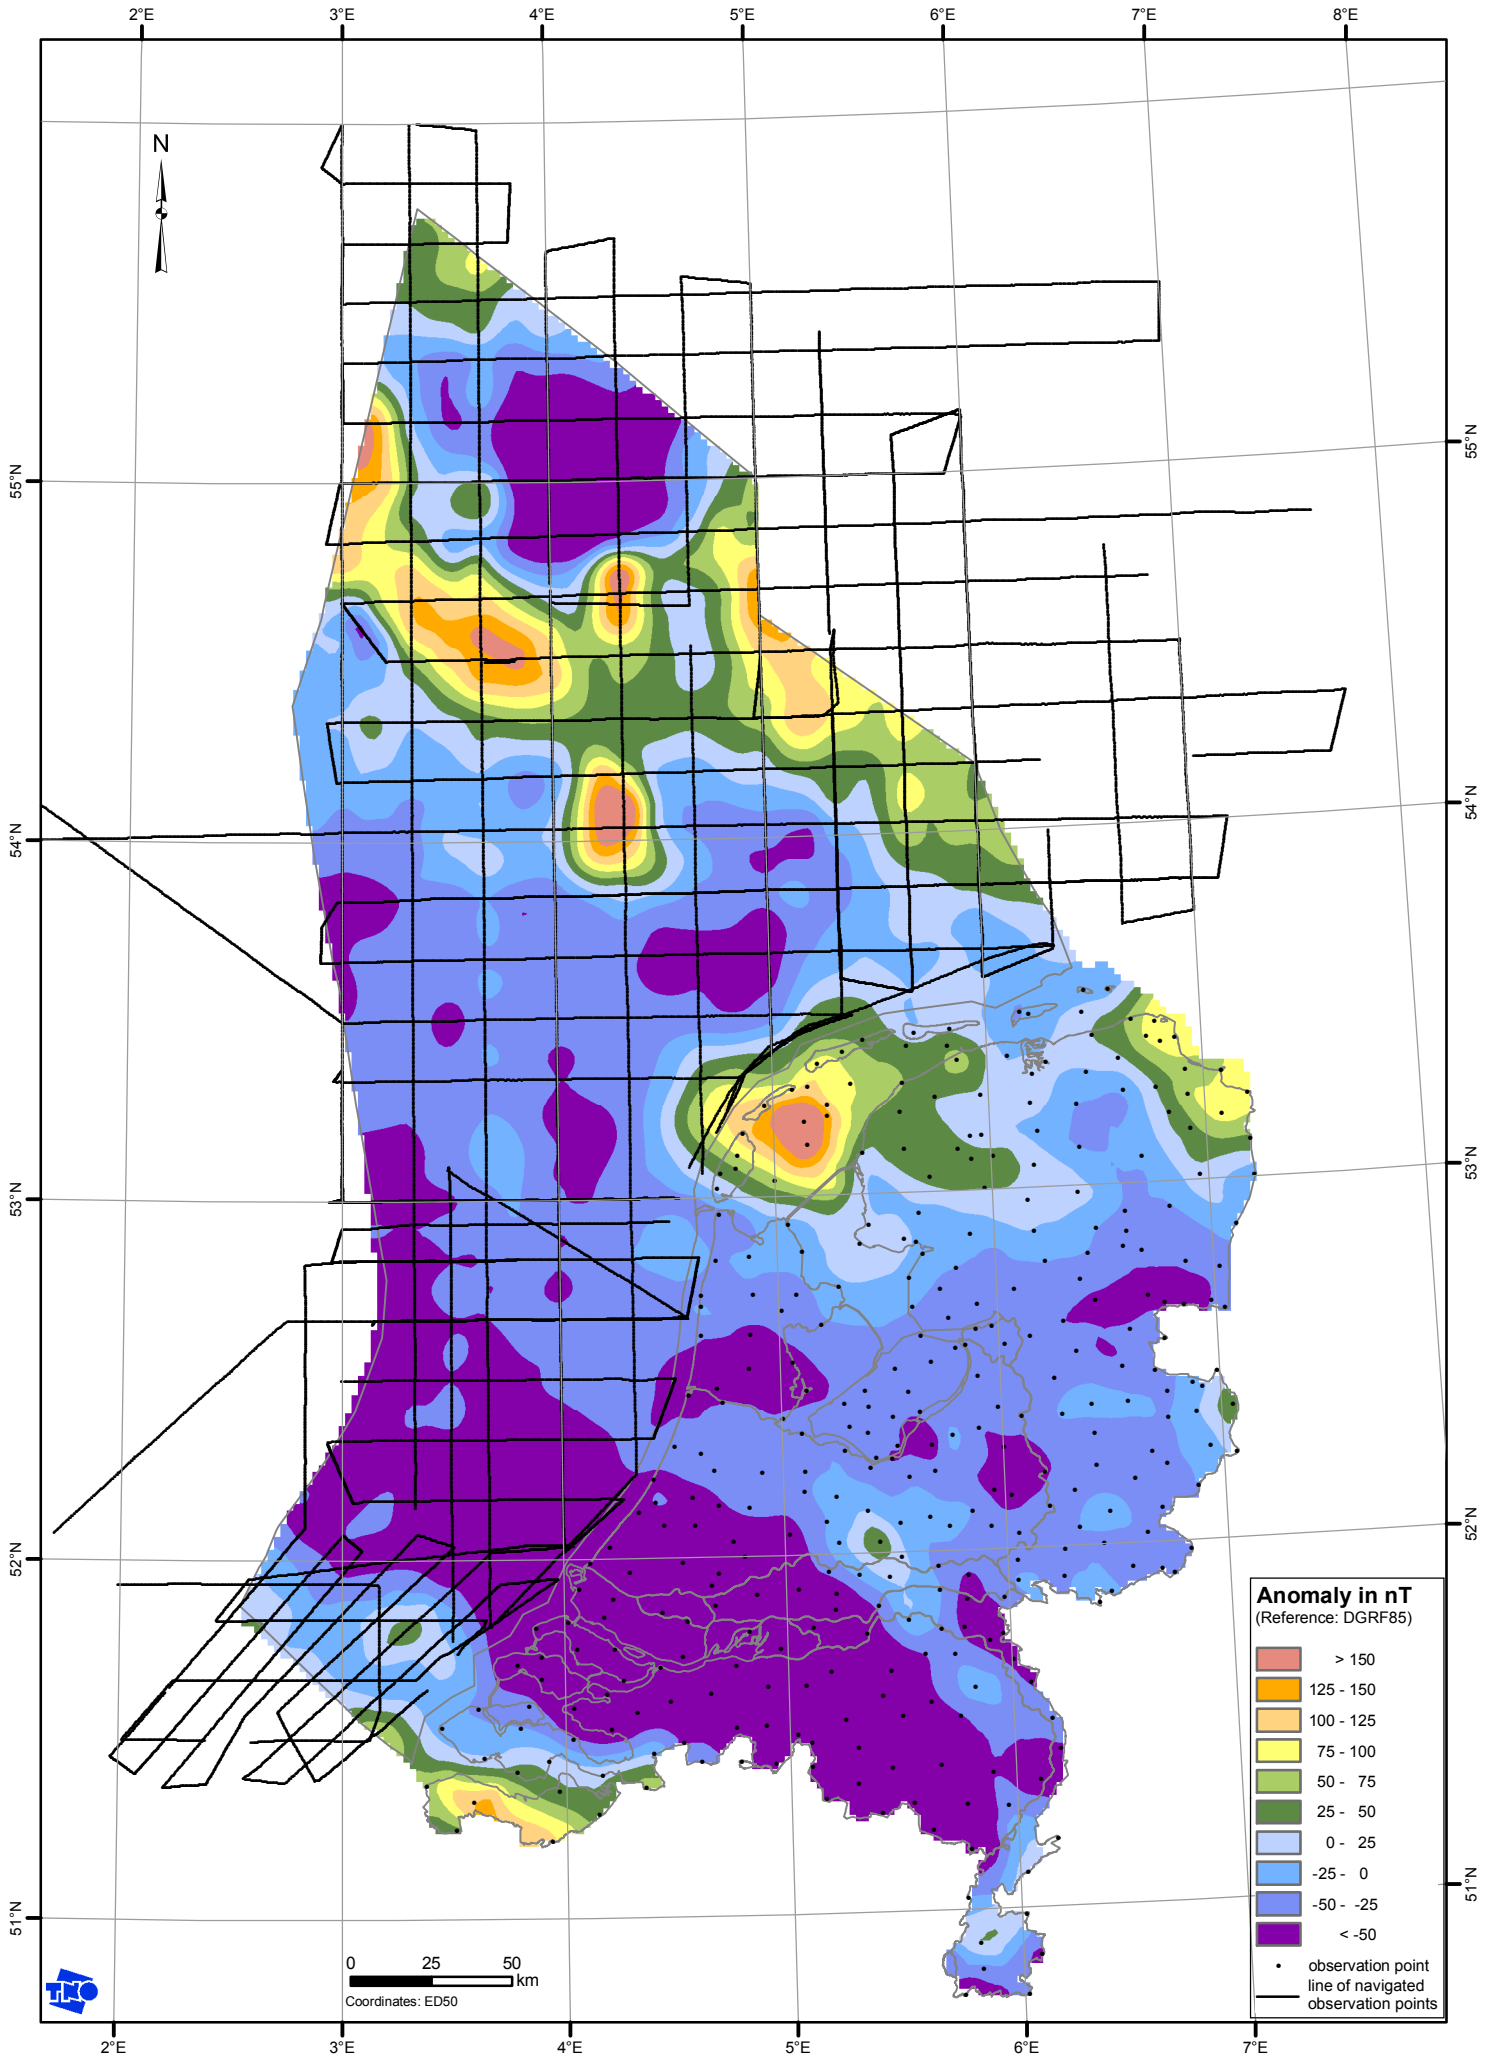 2°E 3°E 4°E 5°E 6°E 7°E 8°E
N
55°N
55°N
54°N
54°N
53°N
53°N
52°N
52°N
51°N
51°N
Anomaly in nT
(Reference: DGRF85)
> 150
125 - 150
100 - 125
75 - 100
50 - 75
25 - 50
0 - 25
-25 - 0
-50 - -25
< -50
observation point
line of navigated
observation points
0 25 50
km
Coordinates: ED50
TNO
2°E 3°E 4°E 5°E 6°E 7°E